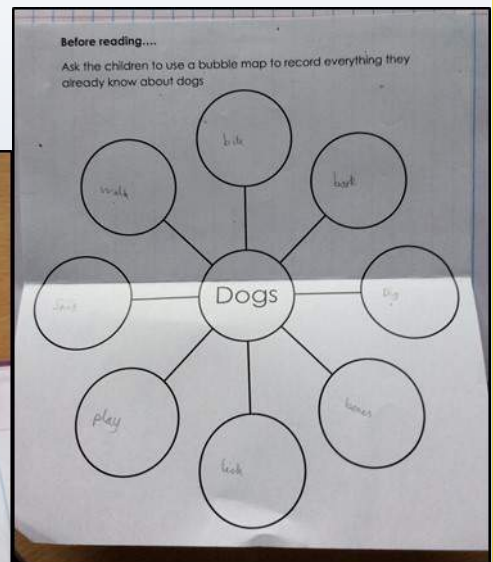 Before reading....
Ask the children to use a bubble map to record everything they
already know about dogs
bite
walk
bark
Dogs
Dig
play
bones